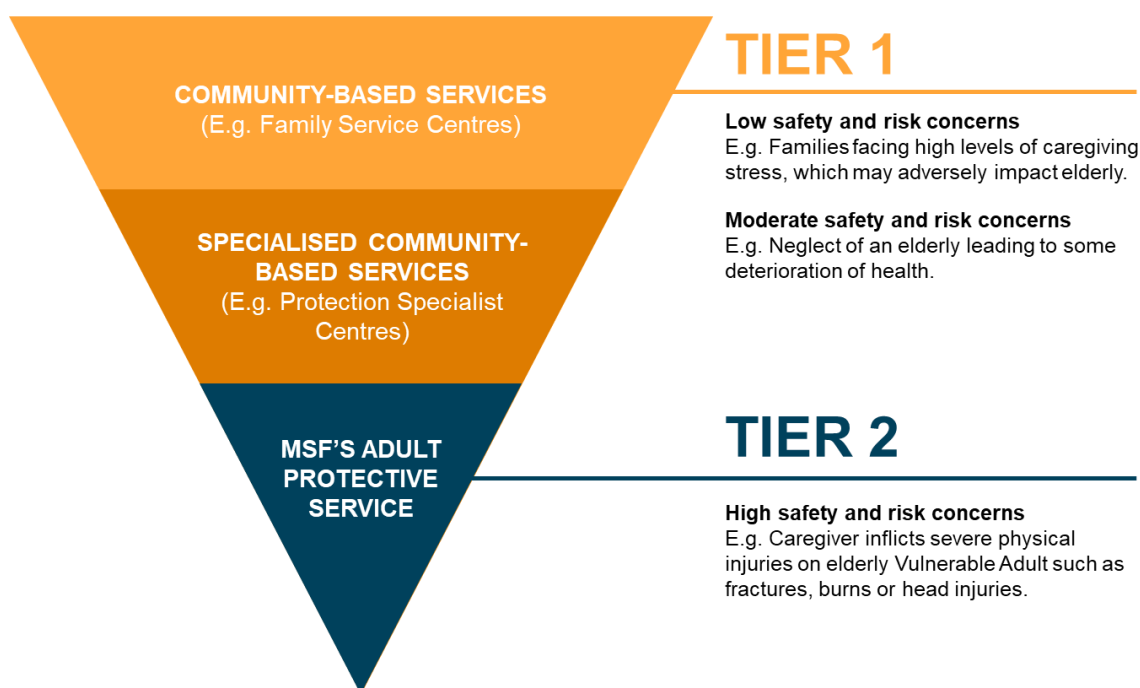 COMMUNITY-BASED SERVICES
(E.g. Family Service Centres)
SPECIALISED COMMUNITY-
BASED SERVICES
(E.g. Protection Specialist
Centres)
MSF'S ADULT
PROTECTIVE
SERVICE
TIER 1
Low safety and risk concerns
E.g. Families facing high levels of caregiving
stress, which may adversely impact elderly.
Moderate safety and risk concerns
E.g. Neglect of an elderly leading to some
deterioration of health.
TIER 2
High safety and risk concerns
E.g. Caregiver inflicts severe physical
injuries on elderly Vulnerable Adult such as
fractures, burns or head injuries.